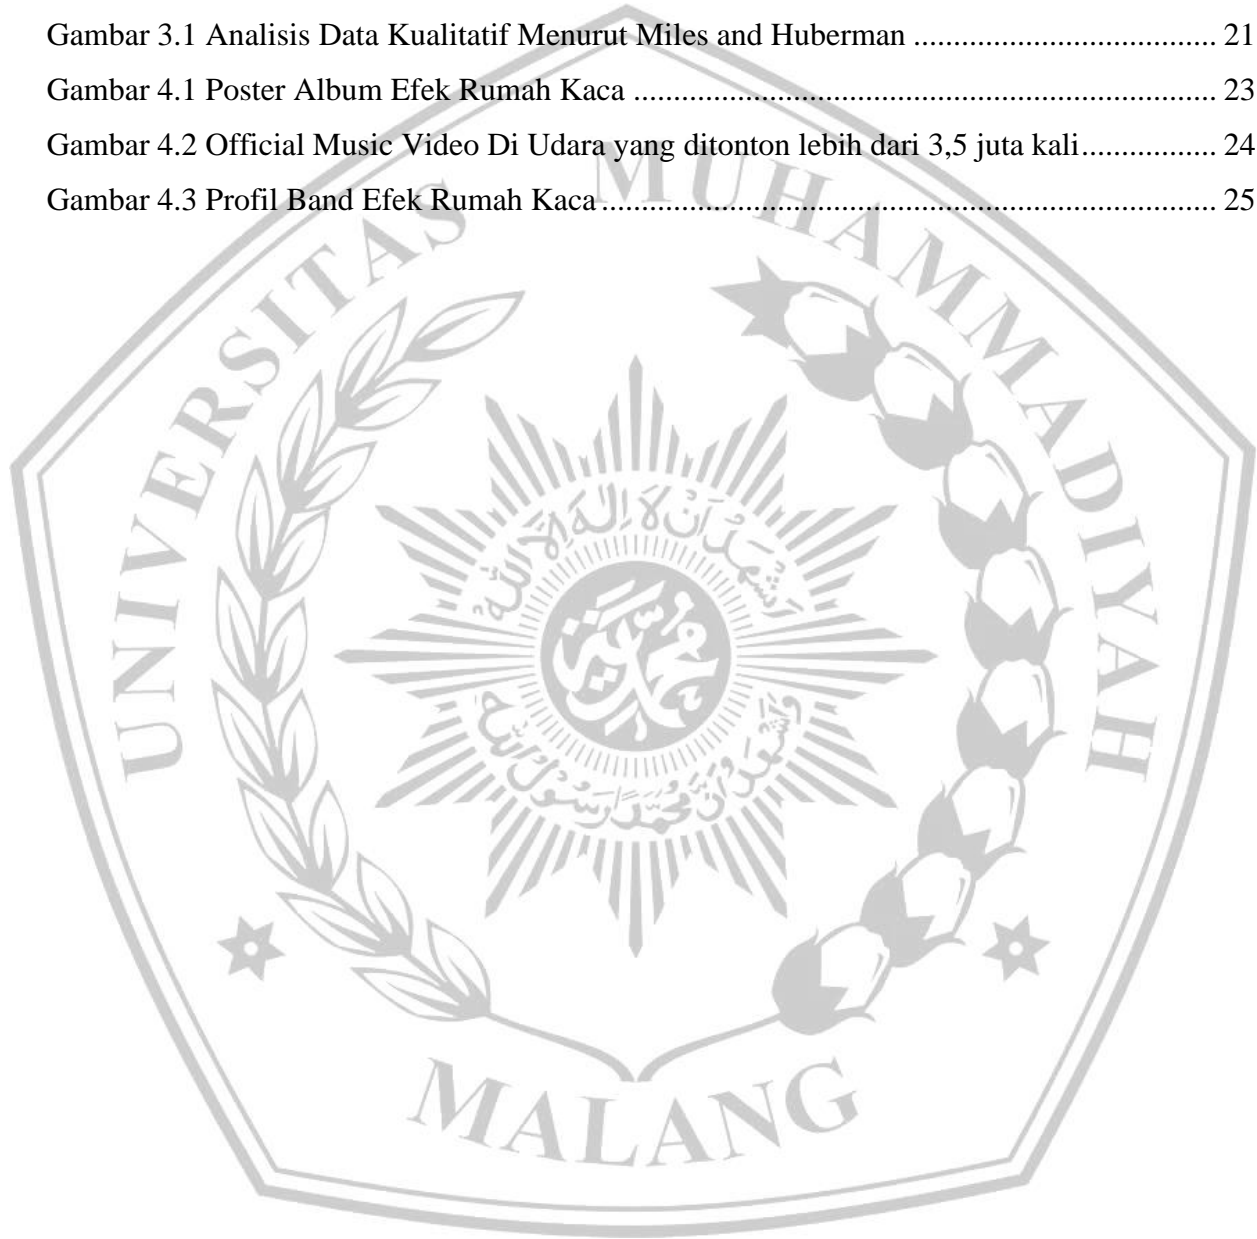 Gambar 3.1 Analisis Data Kualitatif Menurut Miles and Huberman .................................. 21
Gambar 4.1 Poster Album Efek Rumah Kaca ................................................................. 23
Gambar 4.2 Official Music Video Di Udara yang ditonton lebih dari 3,5 juta kali................ 24
Gambar 4.3 Profil Band Efek Rumah Kaca ..................................................................... 25
UNIVERSITAS MUHAMMADIYAH
MALANG